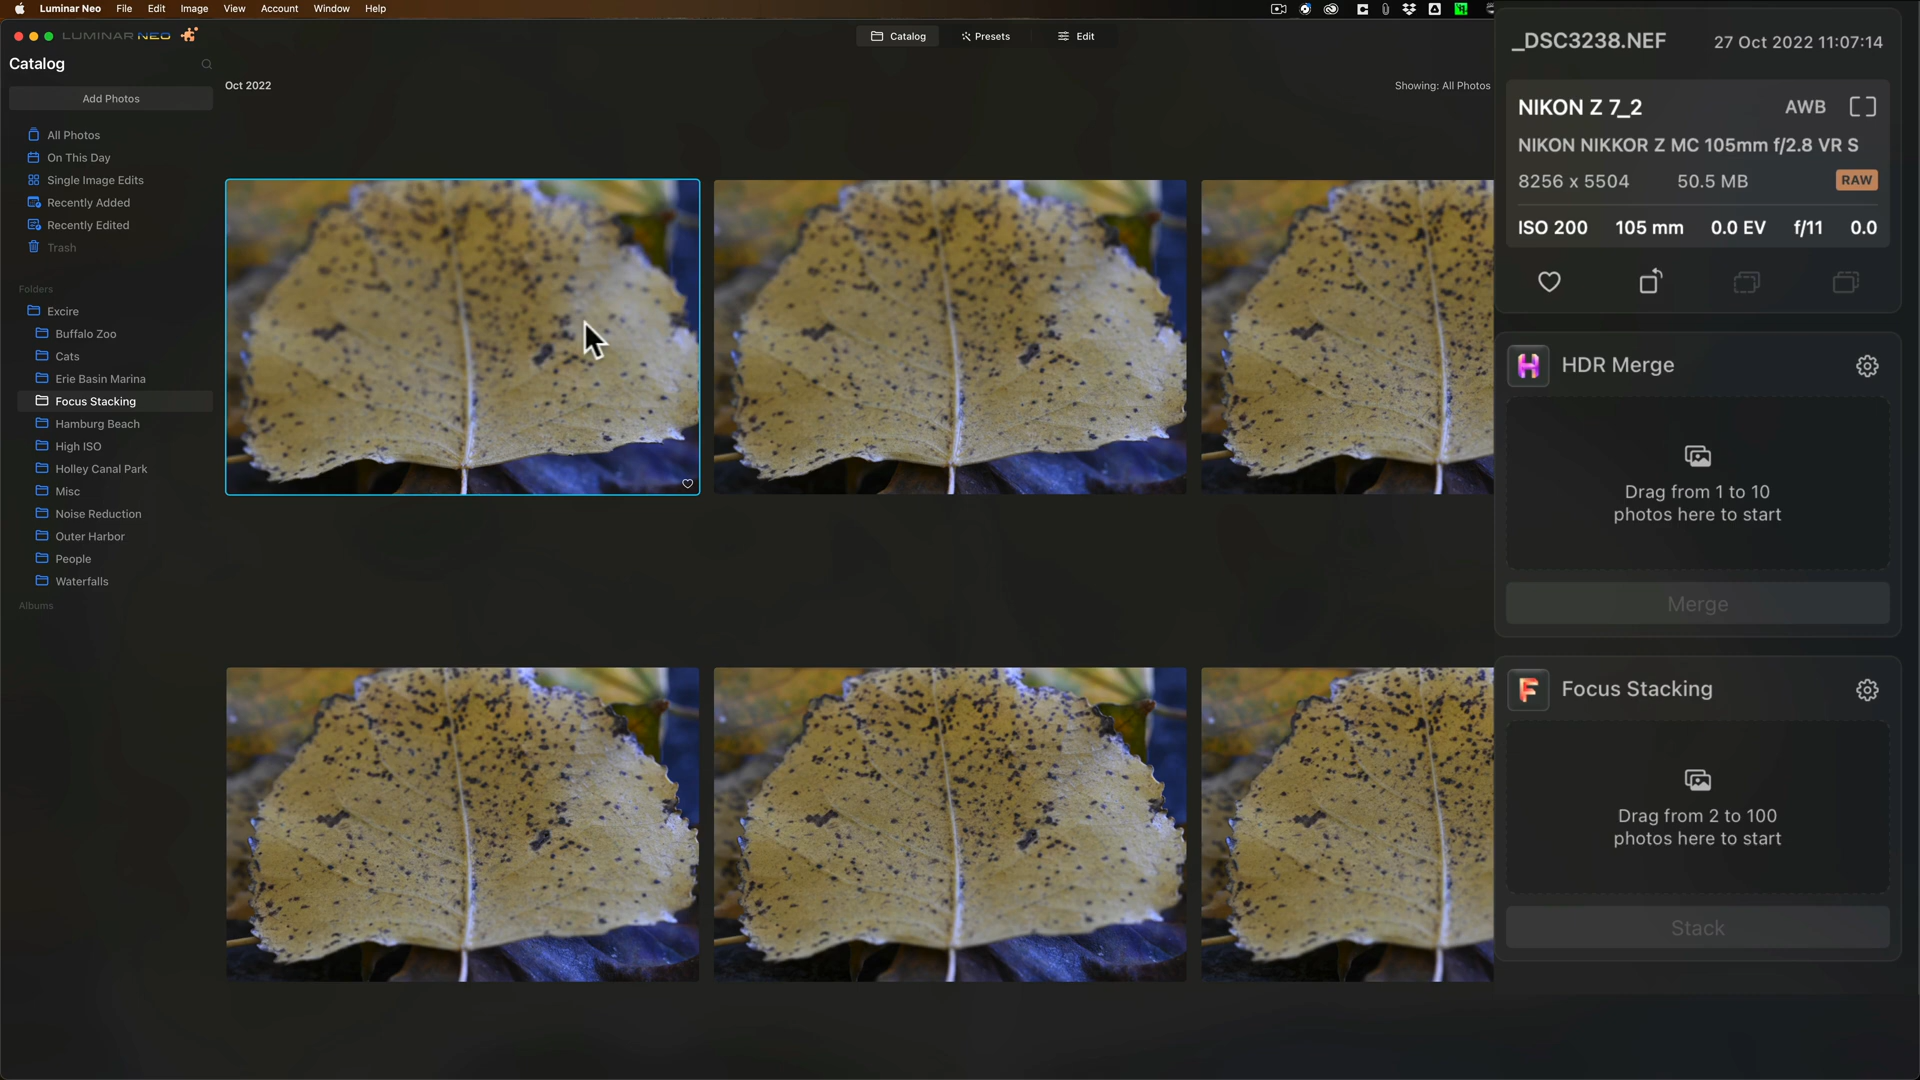 Luminar Neo File Edit Image View Account Window Help
LUMINAR NEO
Catalog Presets Edit
Catalog
Add Photos
All Photos
On This Day
Single Image Edits
Recently Added
Recently Edited
Trash
Folders
Excire
Buffalo Zoo
Cats
Erie Basin Marina
Focus Stacking
Hamburg Beach
High ISO
Holley Canal Park
Misc
Noise Reduction
Outer Harbor
People
Waterfalls
Albums
Oct 2022
Showing: All Photos
_DSC3238.NEF 27 Oct 2022 11:07:14
NIKON Z 7_2 AWB
NIKON NIKKOR Z MC 105mm f/2.8 VR S
8256 x 5504 50.5 MB RAW
ISO 200 105 mm 0.0 EV f/11 0.0
H HDR Merge
Drag from 1 to 10
photos here to start
Merge
F Focus Stacking
Drag from 2 to 100
photos here to start
Stack